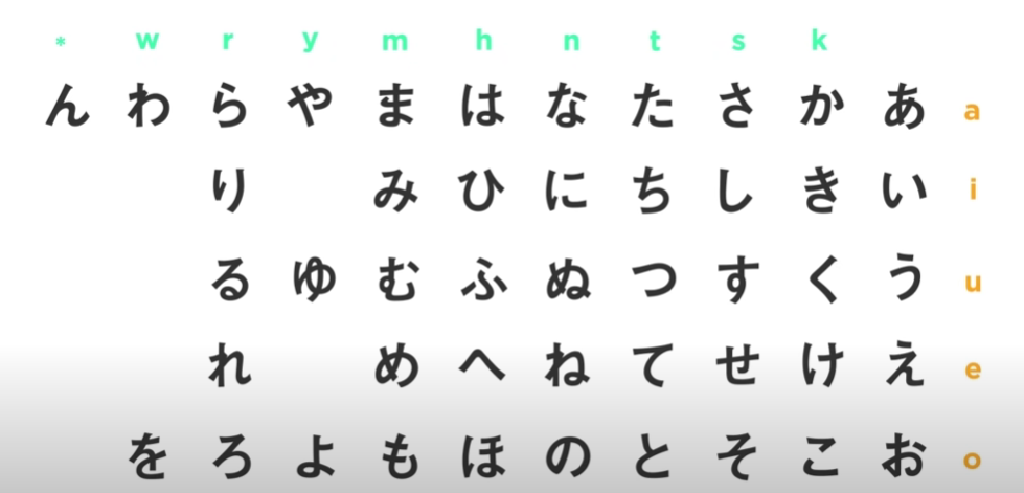 * w r y m h n t s k
ん わ ら や ま は な た さ か あ a
り み ひ に ち し き い i
る ゆ む ふ ぬ つ す く う u
れ め へ ね て せ け え e
を ろ よ も ほ の と そ こ お o